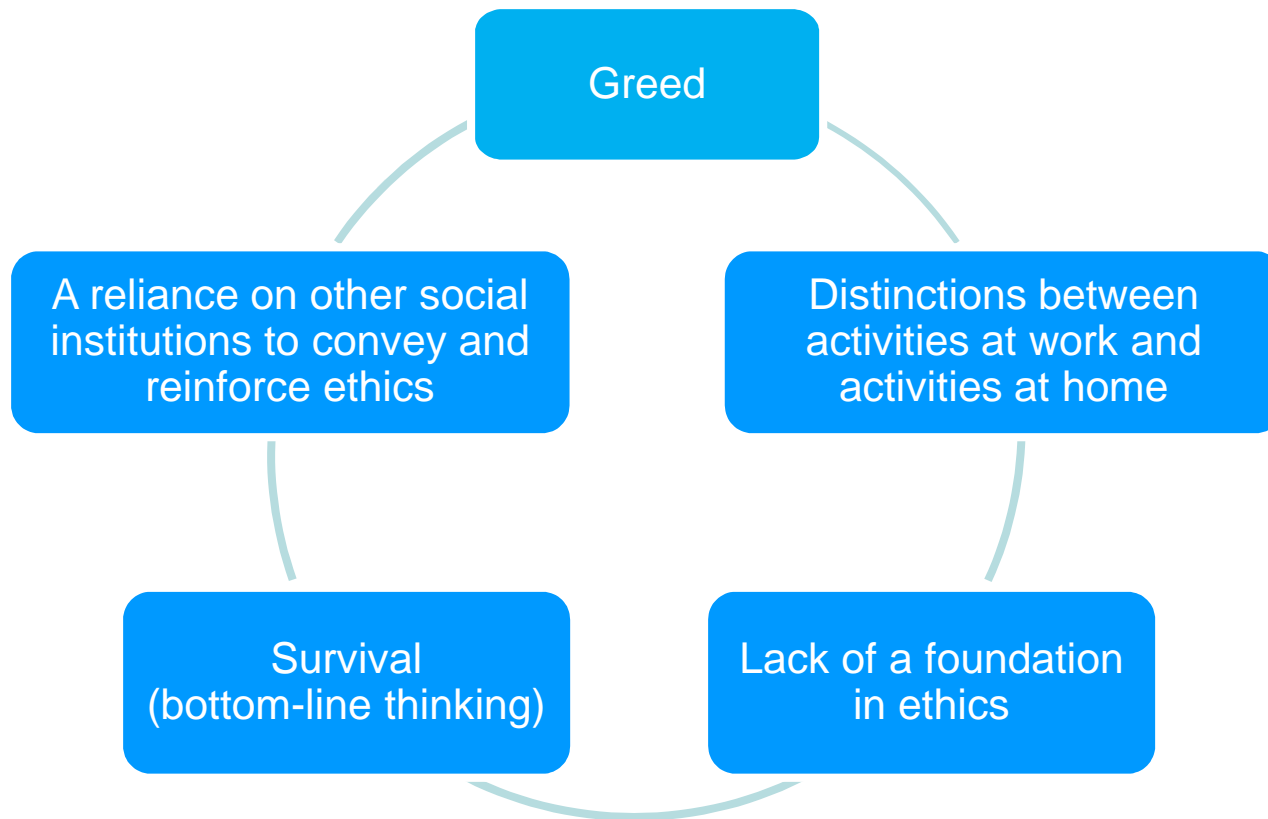 Greed
A reliance on other social
institutions to convey and
reinforce ethics
Distinctions between
activities at work and
activities at home
Survival
(bottom-line thinking)
Lack of a foundation
in ethics